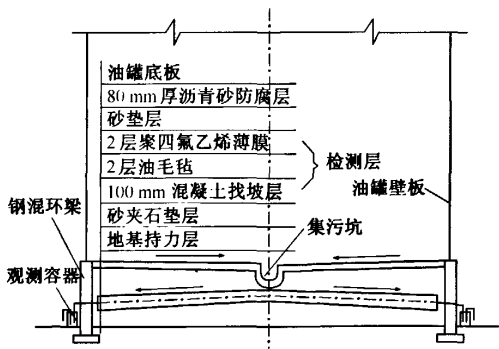 油罐底板
80 mm 厚沥青砂防腐层
砂垫层
2层聚四氟乙烯薄膜
2层油毛毡
100 mm 混凝土找坡层
砂夹石垫层
地基持力层
检测层
油罐壁板
集污坑
钢混环梁
观测容器